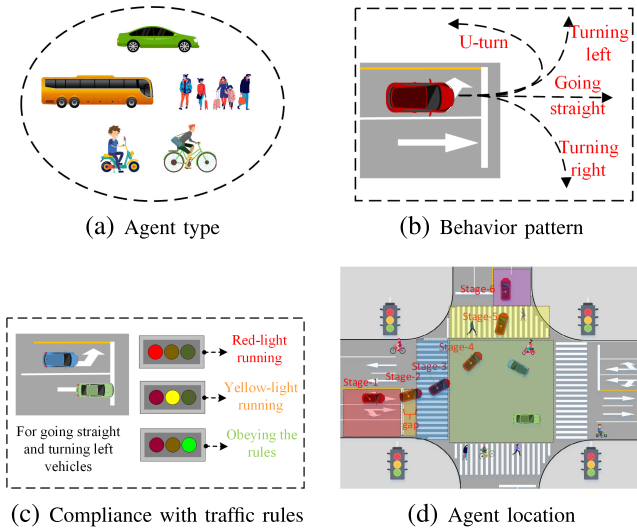 (a) Agent type
U-turn
Turning
left
Going
straight
Turning
right
(b) Behavior pattern
For going straight
and turning left
vehicles
Red-light
running
Yellow-light
running
Obeying the
rules
(c) Compliance with traffic rules
Stage-6
Stage-5
Stage-4
Stage-3
Stage-2
Stage-1
gap
(d) Agent location